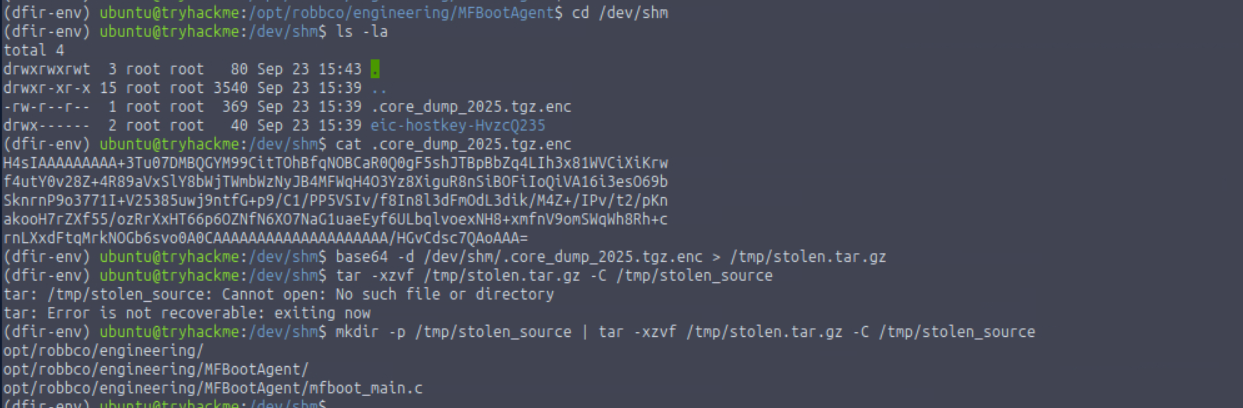 (dfir-env) ubuntu@tryhackme:/opt/robbco/engineering/MFBootAgent$ cd /dev/shm
(dfir-env) ubuntu@tryhackme:/dev/shm$ ls -la
total 4
drwxrwxrwt  3 root root   80 Sep 23 15:43 .
drwxr-xr-x 15 root root 3540 Sep 23 15:39 ..
-rw-r--r--  1 root root  369 Sep 23 15:39 .core_dump_2025.tgz.enc
drwx------  2 root root   40 Sep 23 15:39 eic-hostkey-HvzcQ235
(dfir-env) ubuntu@tryhackme:/dev/shm$ cat .core_dump_2025.tgz.enc
H4sIAAAAAAAAA+3Tu07DMBQGYM99CitTOhBfqNOBCaR0Q0gF5shJTBpBbZq4LIh3x81WVCiXiKrw
f4utY0v28Z+4R89aVxSlY8bWjTWmbWzNyJB4MFWqH4O3Yz8XiguR8nSiBOFiIoQiVA16i3esO69b
SknrnP9o3771I+V25385uwj9ntfG+p9/C1/PP5VSIv/f8In8l3dFmOdL3dik/M4Z+/IPv/t2/pKn
akooH7rZXf55/ozRrXxHT66p6OZNfN6XO7NaG1uaeEyf6ULbqlvoexNH8+xmfnV9omSWqWh8Rh+c
rnLXxdFtqMrkNOGb6svo0A0CAAAAAAAAAAAAAAAAAAAA/HGvCdsc7QAoAAA=
(dfir-env) ubuntu@tryhackme:/dev/shm$ base64 -d /dev/shm/.core_dump_2025.tgz.enc > /tmp/stolen.tar.gz
(dfir-env) ubuntu@tryhackme:/dev/shm$ tar -xzvf /tmp/stolen.tar.gz -C /tmp/stolen_source
tar: /tmp/stolen_source: Cannot open: No such file or directory
tar: Error is not recoverable: exiting now
(dfir-env) ubuntu@tryhackme:/dev/shm$ mkdir -p /tmp/stolen_source | tar -xzvf /tmp/stolen.tar.gz -C /tmp/stolen_source
opt/robbco/engineering/
opt/robbco/engineering/MFBootAgent/
opt/robbco/engineering/MFBootAgent/mfboot_main.c
(dfir-env) ubuntu@tryhackme:/dev/shm$